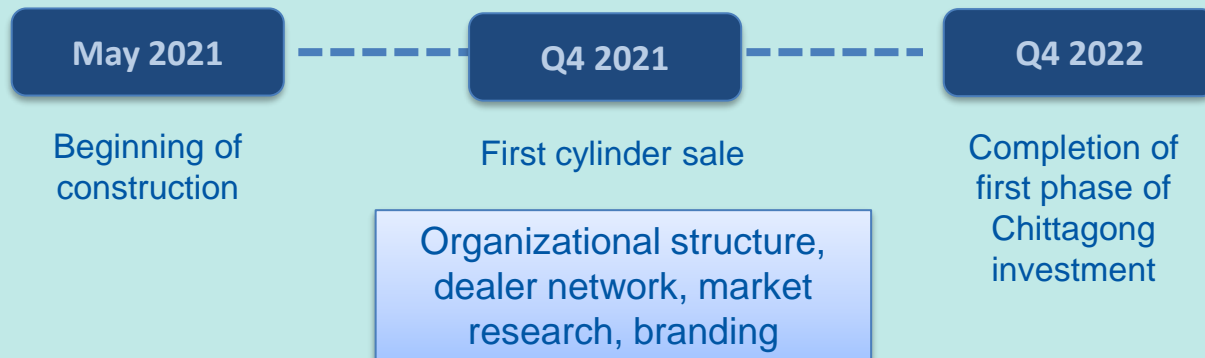 May 2021
Q4 2021
Q4 2022
Beginning of
construction
First cylinder sale
Completion of
first phase of
Chittagong
investment
Organizational structure,
dealer network, market
research, branding